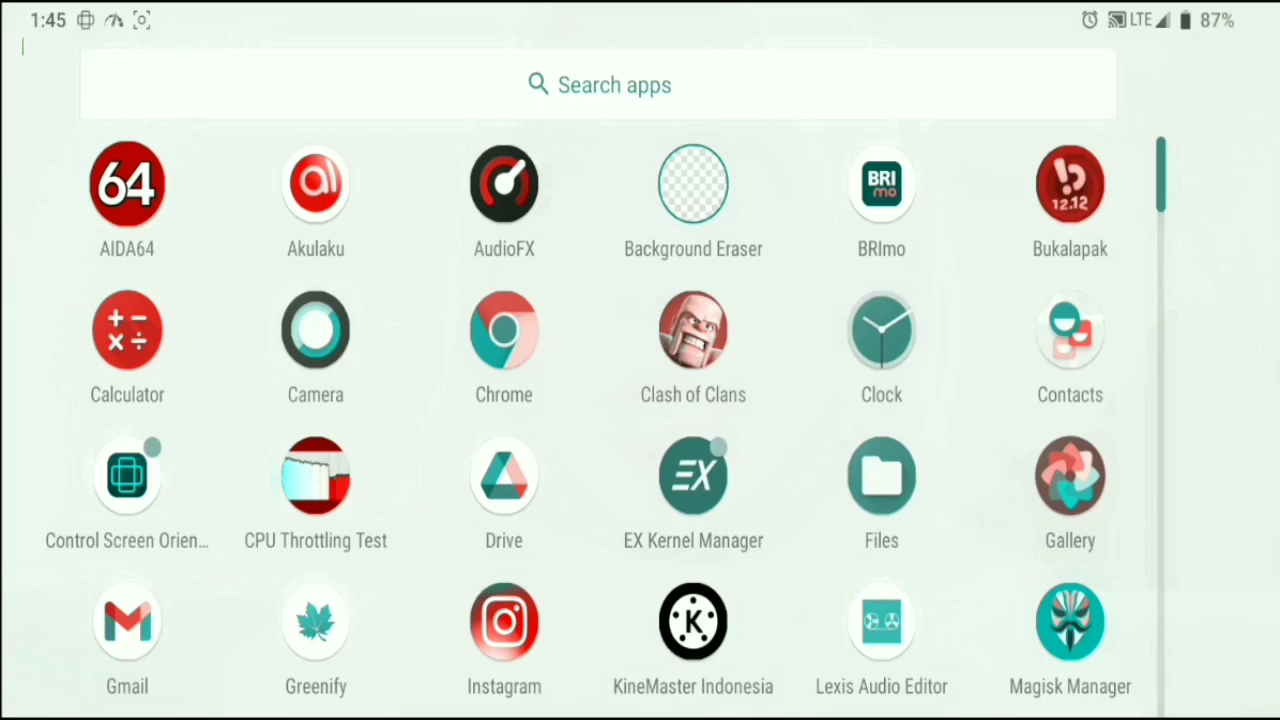 1:45 LTE 87%
Search apps
64
BRI
mo
12.12
AIDA64 Akulaku AudioFX Background Eraser BRImo Bukalapak
Calculator Camera Chrome Clash of Clans Clock Contacts
EX
Control Screen Orien... CPU Throttling Test Drive EX Kernel Manager Files Gallery
K
Gmail Greenify Instagram KineMaster Indonesia Lexis Audio Editor Magisk Manager